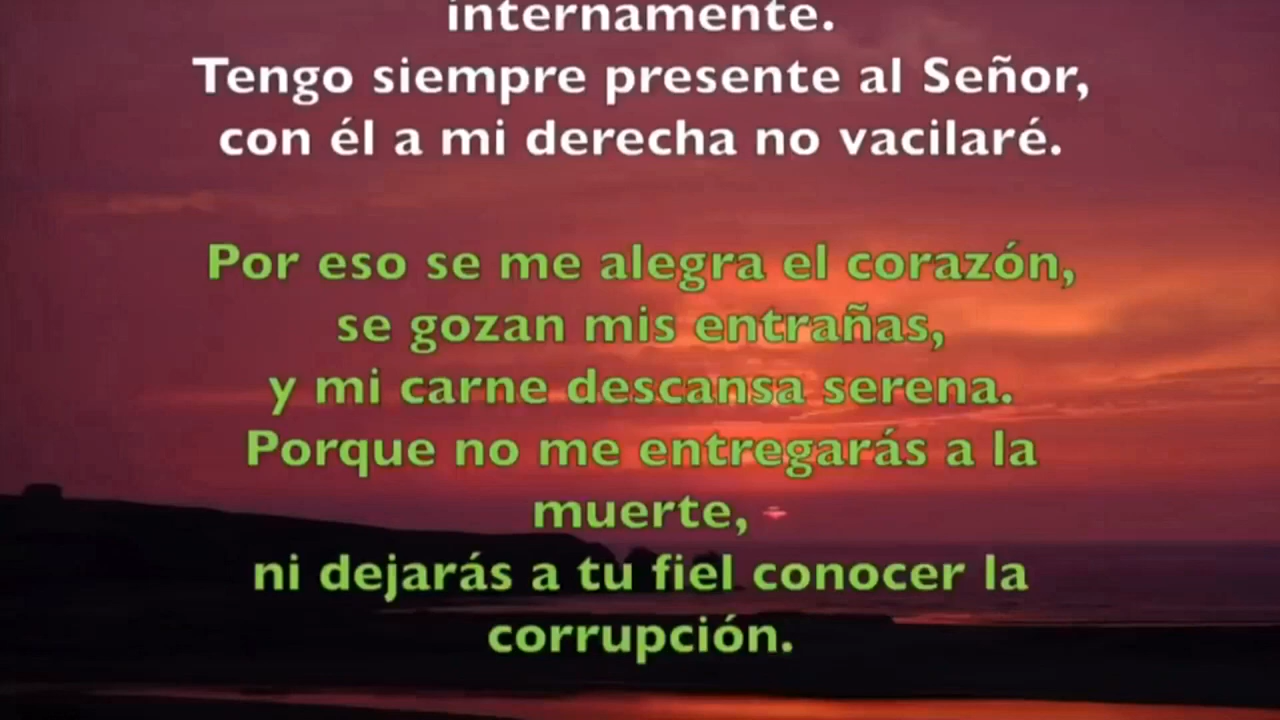 internamente.
Tengo siempre presente al Señor,
con él a mi derecha no vacilaré.
Por eso se me alegra el corazón,
se gozan mis entrañas,
y mi carne descansa serena.
Porque no me entregarás a la
muerte,
ni dejarás a tu fiel conocer la
corrupción.